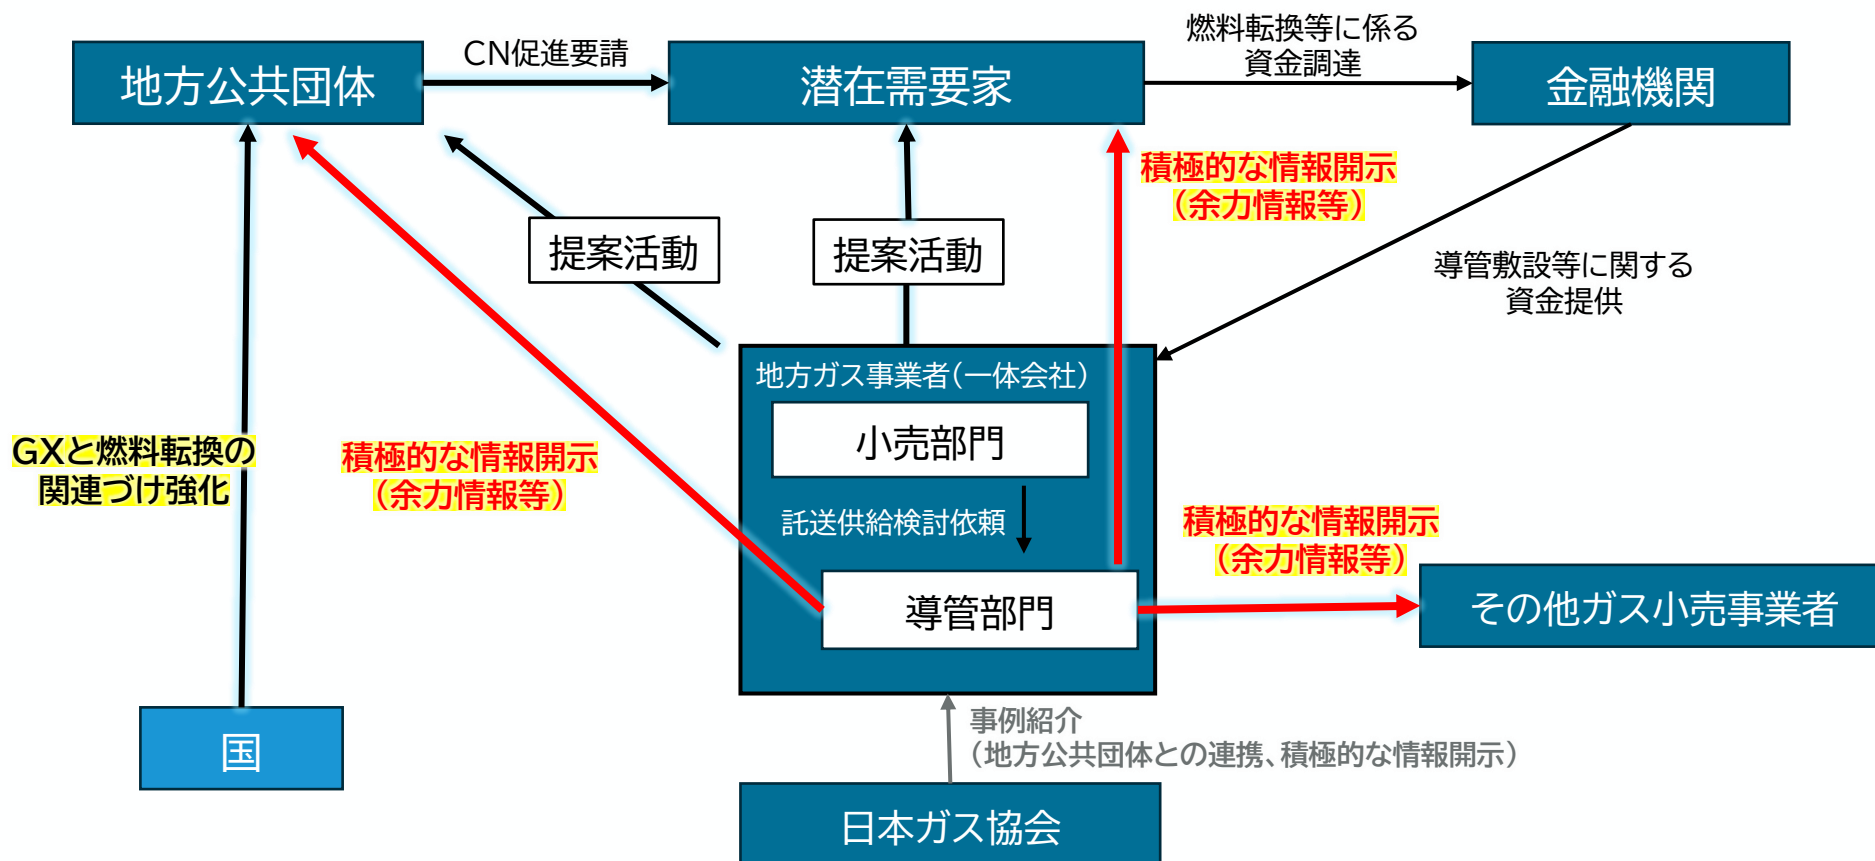 地方公共団体
CN促進要請
潜在需要家
燃料転換等に係る
資金調達
金融機関
積極的な情報開示
（余力情報等）
提案活動
提案活動
導管敷設等に関する
資金提供
地方ガス事業者（一体会社）
小売部門
GXと燃料転換の
関連づけ強化
積極的な情報開示
（余力情報等）
託送供給検討依頼
積極的な情報開示
（余力情報等）
導管部門
その他ガス小売事業者
国
事例紹介
（地方公共団体との連携、積極的な情報開示）
日本ガス協会